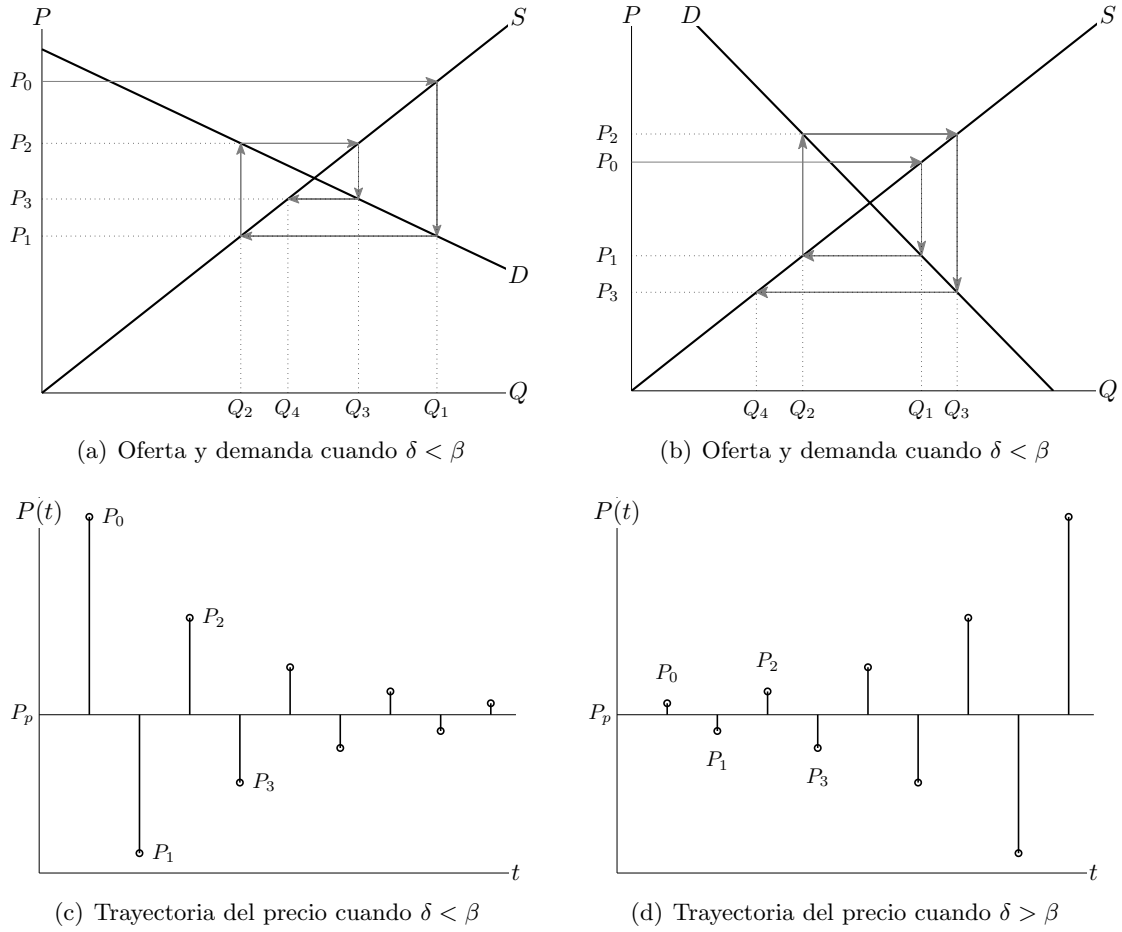 P
S
P_0
P_2
P_3
P_1
D
Q
Q_2 Q_4 Q_3 Q_1
(a) Oferta y demanda cuando δ < β
P D S
P_2
P_0
P_1
P_3
Q
Q_4 Q_2 Q_1 Q_3
(b) Oferta y demanda cuando δ < β
P(t)
P_0
P_2
P_p
P_3
P_1
t
(c) Trayectoria del precio cuando δ < β
P(t)
P_0 P_2
P_p
P_1 P_3
t
(d) Trayectoria del precio cuando δ > β